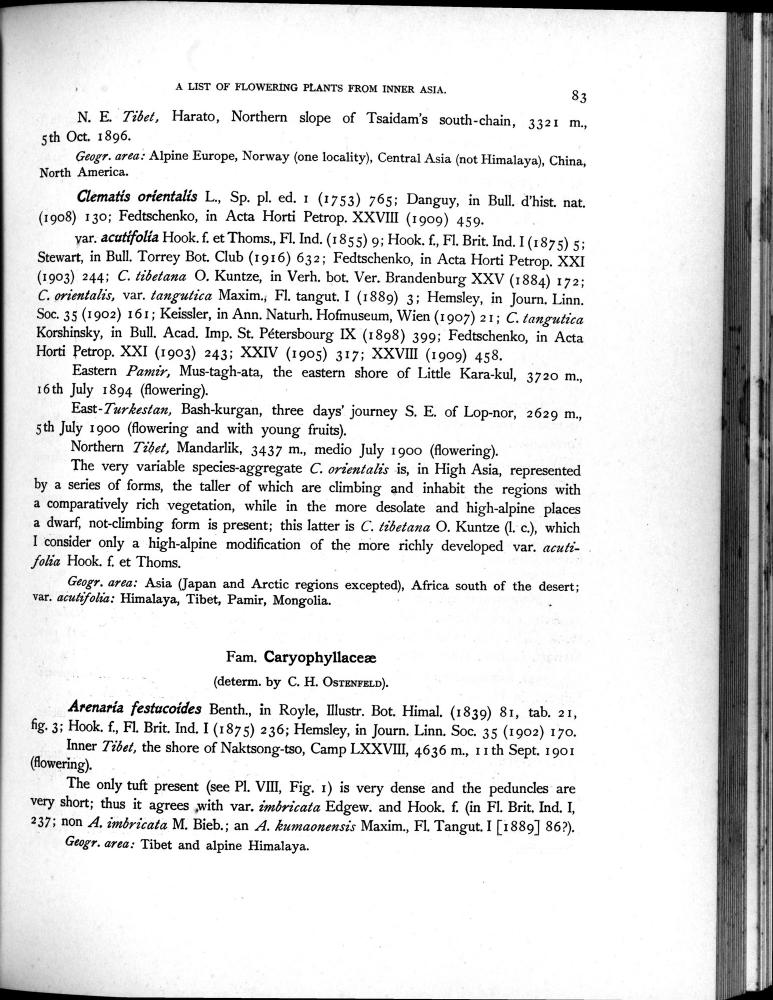 A LIST OF FLOWERING PLANTS FROM INNER ASIA.
83
N. E. Tibet, Harato, Northern slope of Tsaidam's south-chain, 3321 m.,
5th Oct. 1896.
Geogr. area: Alpine Europe, Norway (one locality), Central Asia (not Himalaya), China,
North America.
Clematis orientalis L., Sp. pl. ed. 1 (1753) 765; Danguy, in Bull. d'hist. nat.
(1908) 130; Fedtschenko, in Acta Horti Petrop. XXVIII (1909) 459.
var. acutifolia Hook. f. et Thoms., Fl. Ind. (1855) 9; Hook. f., Fl. Brit. Ind. I (1875) 5;
Stewart, in Bull. Torrey Bot. Club (1916) 632; Fedtschenko, in Acta Horti Petrop. XXI
(1903) 244; C. tibetana O. Kuntze, in Verh. bot. Ver. Brandenburg XXV (1884) 172;
C. orientalis, var. tangutica Maxim., Fl. tangut. I (1889) 3; Hemsley, in Journ. Linn.
Soc. 35 (1902) 161; Keissler, in Ann. Naturh. Hofmuseum, Wien (1907) 21; C. tangutica
Korshinsky, in Bull. Acad. Imp. St. Pétersbourg IX (1898) 399; Fedtschenko, in Acta
Horti Petrop. XXI (1903) 243; XXIV (1905) 317; XXVIII (1909) 458.
Eastern Pamir, Mus-tagh-ata, the eastern shore of Little Kara-kul, 3720 m.,
16th July 1894 (flowering).
East-Turkestan, Bash-kurgan, three days' journey S. E. of Lop-nor, 2629 m.,
5th July 1900 (flowering and with young fruits).
Northern Tibet, Mandarlik, 3437 m., medio July 1900 (flowering).
The very variable species-aggregate C. orientalis is, in High Asia, represented
by a series of forms, the taller of which are climbing and inhabit the regions with
a comparatively rich vegetation, while in the more desolate and high-alpine places
a dwarf, not-climbing form is present; this latter is C. tibetana O. Kuntze (l. c.), which
I consider only a high-alpine modification of the more richly developed var. acuti-
folia Hook. f. et Thoms.
Geogr. area: Asia (Japan and Arctic regions excepted), Africa south of the desert;
var. acutifolia: Himalaya, Tibet, Pamir, Mongolia.
Fam. Caryophyllaceæ
(determ. by C. H. OSTENFELD).
Arenaria festucoides Benth., in Royle, Illustr. Bot. Himal. (1839) 81, tab. 21,
fig. 3; Hook. f., Fl. Brit. Ind. I (1875) 236; Hemsley, in Journ. Linn. Soc. 35 (1902) 170.
Inner Tibet, the shore of Naktsong-tso, Camp LXXVIII, 4636 m., 11th Sept. 1901
(flowering).
The only tuft present (see Pl. VIII, Fig. 1) is very dense and the peduncles are
very short; thus it agrees with var. imbricata Edgew. and Hook. f. (in Fl. Brit. Ind. I,
237; non A. imbricata M. Bieb.; an A. kumaonensis Maxim., Fl. Tangut. I [1889] 86?).
Geogr. area: Tibet and alpine Himalaya.